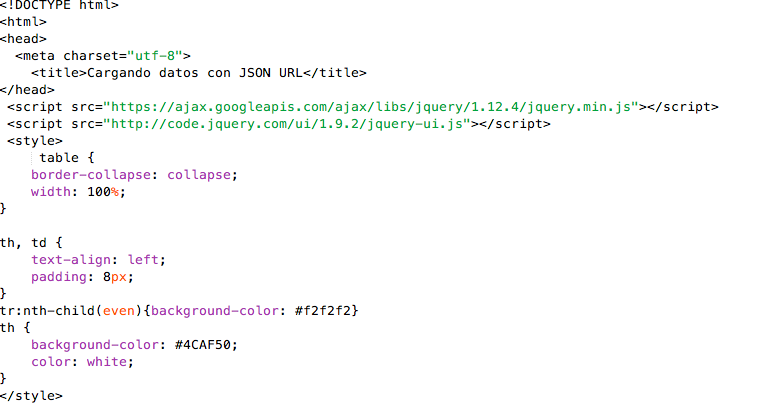 <!DOCTYPE html>
<html>
<head>
  <meta charset="utf-8">
    <title>Cargando datos con JSON URL</title>
</head>
 <script src="https://ajax.googleapis.com/ajax/libs/jquery/1.12.4/jquery.min.js"></script>
 <script src="http://code.jquery.com/ui/1.9.2/jquery-ui.js"></script>
 <style>
     table {
    border-collapse: collapse;
    width: 100%;
}

th, td {
    text-align: left;
    padding: 8px;
}
tr:nth-child(even){background-color: #f2f2f2}
th {
    background-color: #4CAF50;
    color: white;
}
</style>